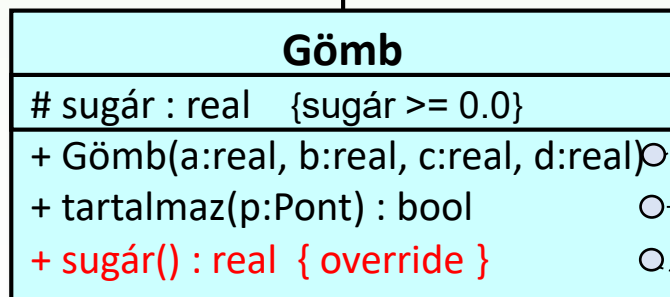 Gömb
# sugár : real {sugár >= 0.0}
+ Gömb(a:real, b:real, c:real, d:real)
+ tartalmaz(p:Pont) : bool
+ sugár() : real { override }